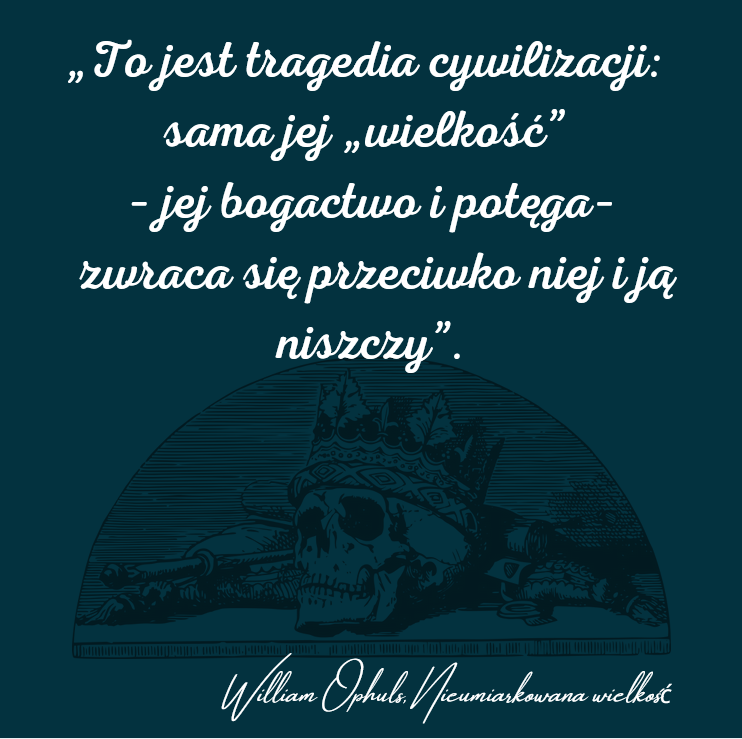 „To jest tragedia cywilizacji:
sama jej „wielkość”
- jej bogactwo i potęga-
zwraca się przeciwko niej i ją
niszczy”.
William Ophuls, Nieumiarkowana wielkość